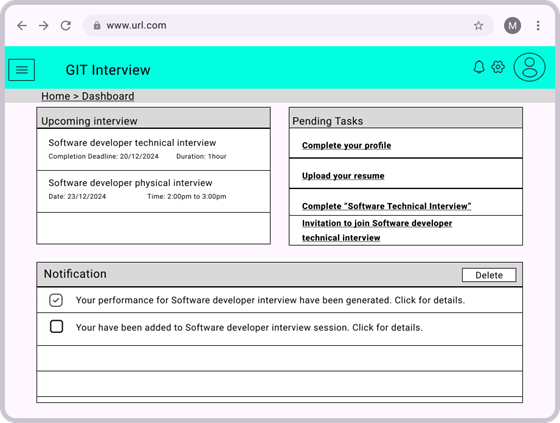 www.url.com
M
GIT Interview
Home > Dashboard
Upcoming interview
Software developer technical interview
Completion Deadline: 20/12/2024 Duration: 1hour
Software developer physical interview
Date: 23/12/2024 Time: 2:00pm to 3:00pm
Pending Tasks
Complete your profile
Upload your resume
Complete "Software Technical Interview"
Invitation to join Software developer
technical interview
Notification
Delete
Your performance for Software developer interview have been generated. Click for details.
Your have been added to Software developer interview session. Click for details.